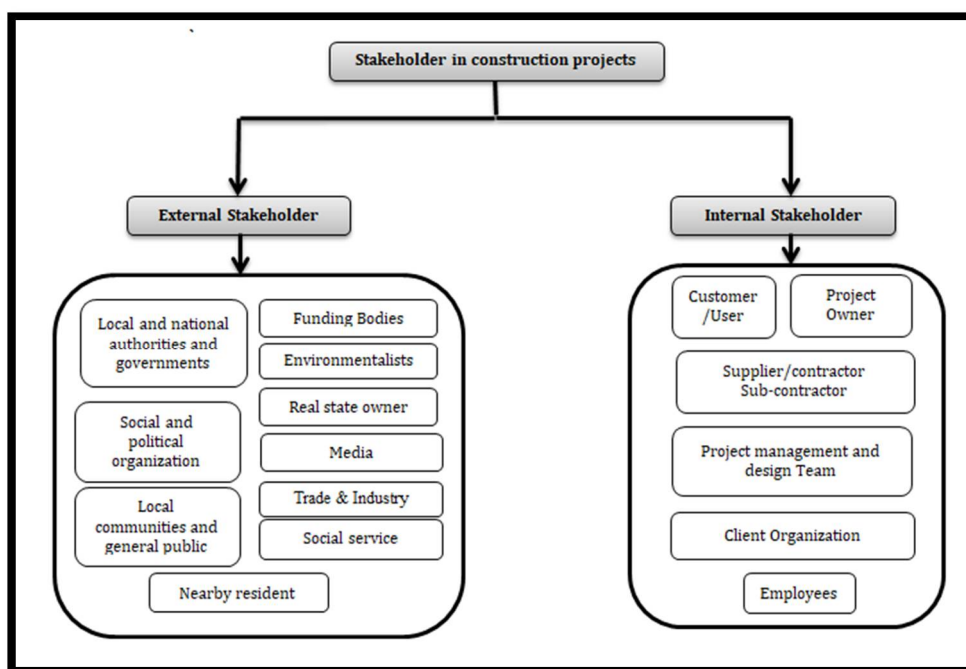 Stakeholder in construction projects
External Stakeholder
Local and national
authorities and
governments
Social and
political
organization
Local
communities and
general public
Funding Bodies
Environmentalists
Real state owner
Media
Trade & Industry
Social service
Nearby resident
Internal Stakeholder
Customer
/User
Project
Owner
Supplier/contractor
Sub-contractor
Project management and
design Team
Client Organization
Employees